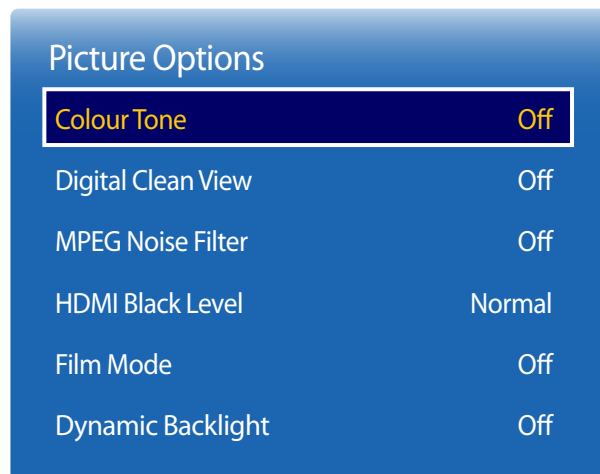 Picture Options
Colour Tone Off
Digital Clean View Off
MPEG Noise Filter Off
HDMI Black Level Normal
Film Mode Off
Dynamic Backlight Off